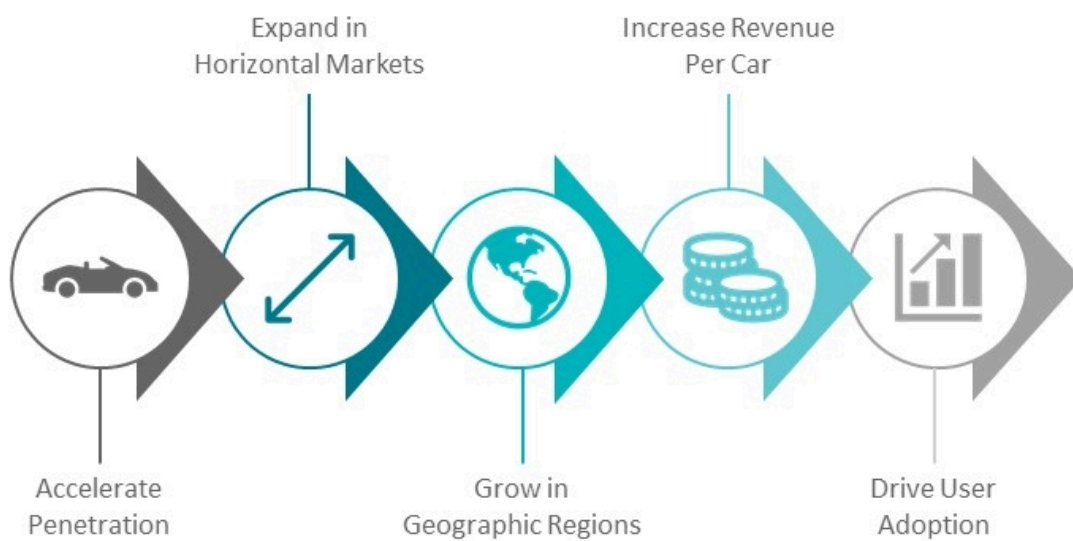 Expand in
Horizontal Markets
Increase Revenue
Per Car
Accelerate
Penetration
Grow in
Geographic Regions
Drive User
Adoption